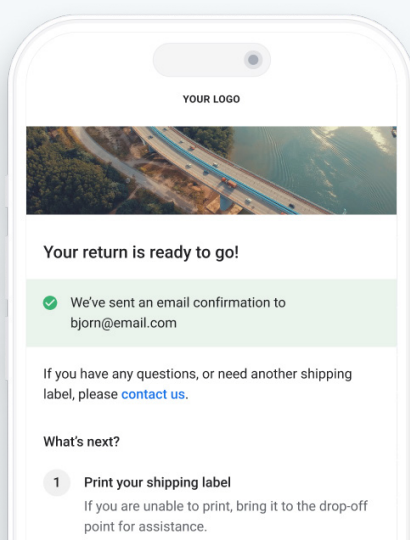 YOUR LOGO
Your return is ready to go!
We've sent an email confirmation to
bjorn@email.com
If you have any questions, or need another shipping
label, please contact us.
What's next?
1 Print your shipping label
If you are unable to print, bring it to the drop-off
point for assistance.